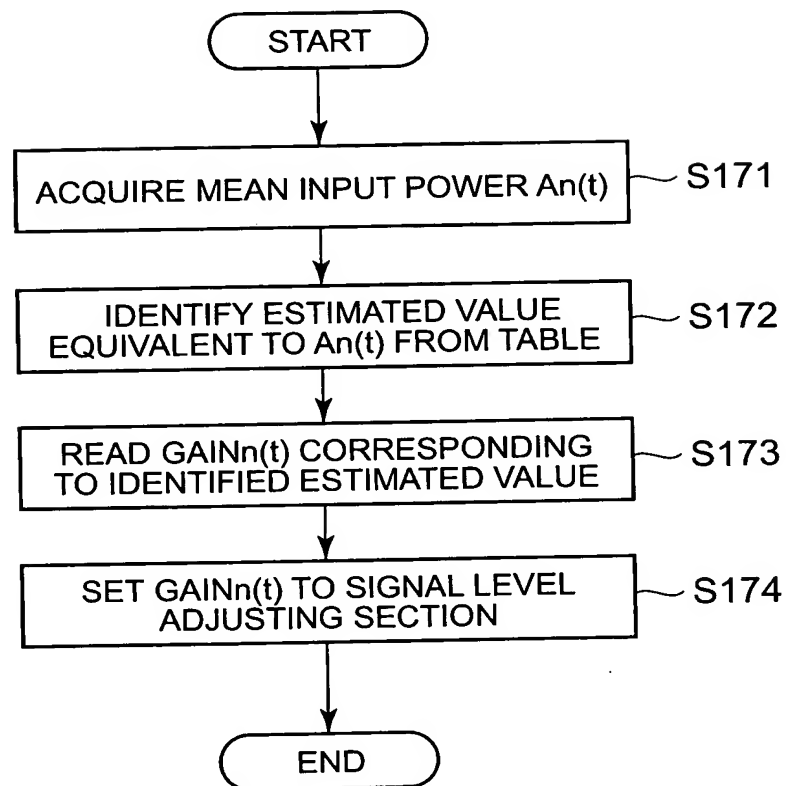 START
ACQUIRE MEAN INPUT POWER An(t)
S171
IDENTIFY ESTIMATED VALUE
EQUIVALENT TO An(t) FROM TABLE
S172
READ GAINn(t) CORRESPONDING
TO IDENTIFIED ESTIMATED VALUE
S173
SET GAINn(t) TO SIGNAL LEVEL
ADJUSTING SECTION
S174
END